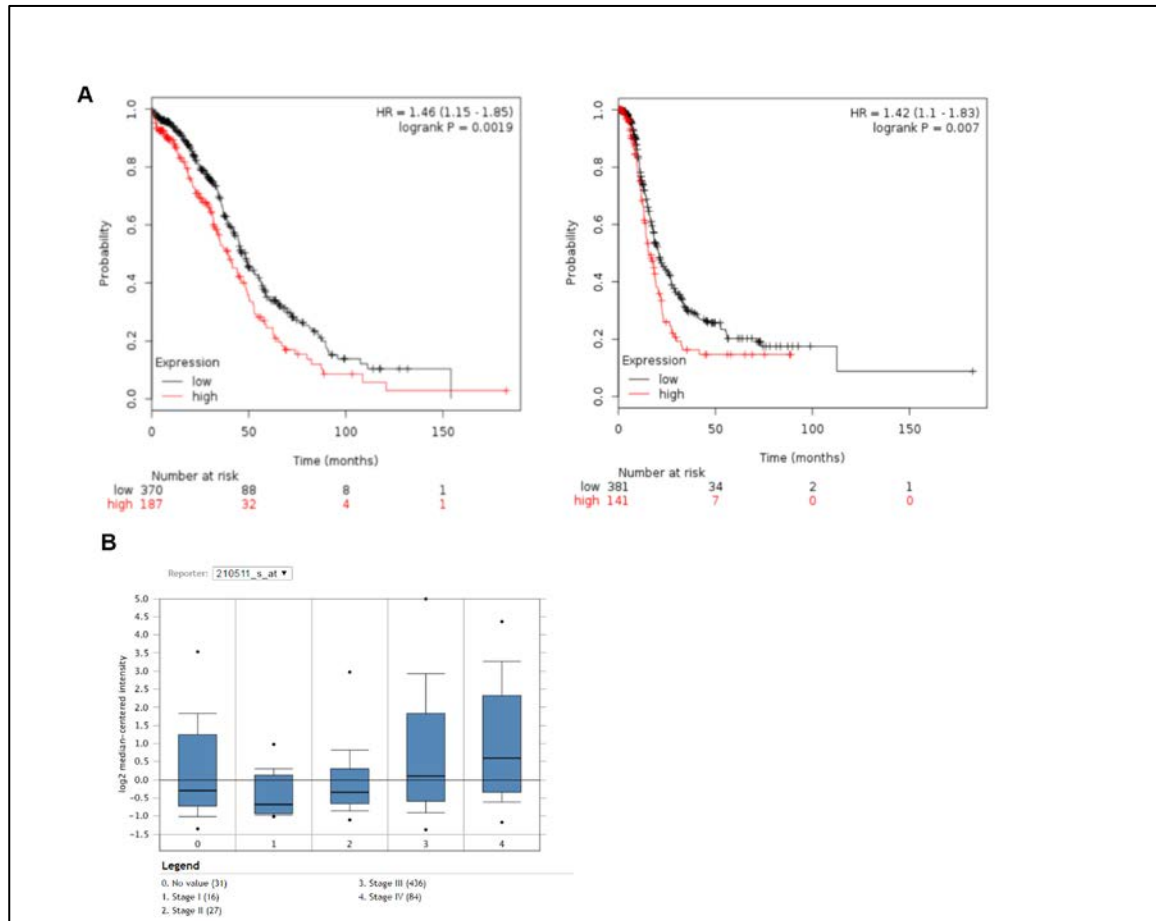 A
HR = 1.46 (1.15 - 1.85)
logrank P = 0.0019
Probability
1.0
0.8
0.6
0.4
0.2
0.0
Expression
low
high
0 50 100 150
Time (months)
Number at risk
low 370 88 8 1
high 187 32 4 1
HR = 1.42 (1.1 - 1.83)
logrank P = 0.007
Probability
1.0
0.8
0.6
0.4
0.2
0.0
Expression
low
high
0 50 100 150
Time (months)
Number at risk
low 381 34 2 1
high 141 7 0 0
B
Reporter: 210511_s_at ▼
log2 median-centered intensity
5.0
4.5
4.0
3.5
3.0
2.5
2.0
1.5
1.0
0.5
0.0
-0.5
-1.0
-1.5
0 1 2 3 4
Legend
0. No value (31) 3. Stage III (436)
1. Stage I (16) 4. Stage IV (84)
2. Stage II (27)